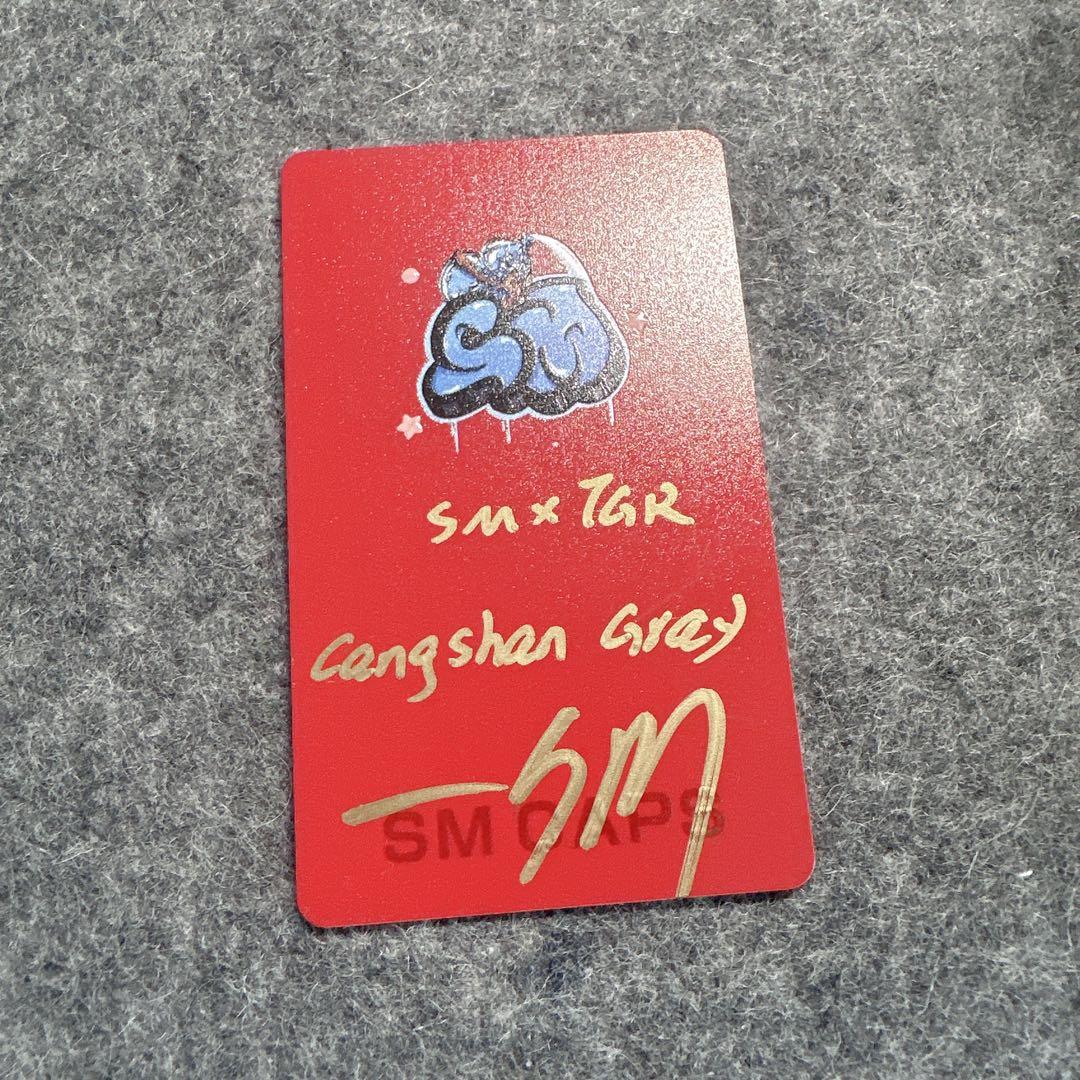 SM
SM x TGR
Cangshan Gray
—SM
SM CAPS